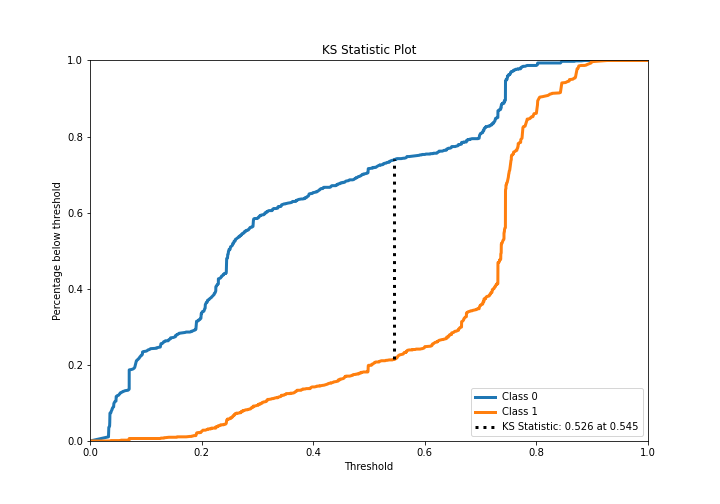 KS Statistic Plot
Percentage below threshold
1.0
0.8
0.6
0.4
0.2
0.0
0.0 0.2 0.4 0.6 0.8 1.0
Threshold
Class 0
Class 1
KS Statistic: 0.526 at 0.545